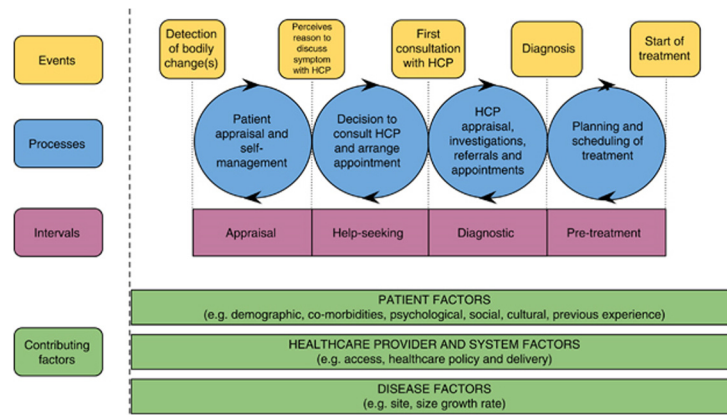 Events
Detection
of bodily
change(s)
Perceives
reason to
discuss
symptom
with HCP
First
consultation
with HCP
Diagnosis
Start of
treatment
Processes
Patient
appraisal and
self-
management
Decision to
consult HCP
and arrange
appointment
HCP
appraisal,
investigations,
referrals and
appointments
Planning and
scheduling of
treatment
Intervals
Appraisal
Help-seeking
Diagnostic
Pre-treatment
Contributing
factors
PATIENT FACTORS
(e.g. demographic, co-morbidities, psychological, social, cultural, previous experience)
HEALTHCARE PROVIDER AND SYSTEM FACTORS
(e.g. access, healthcare policy and delivery)
DISEASE FACTORS
(e.g. site, size growth rate)